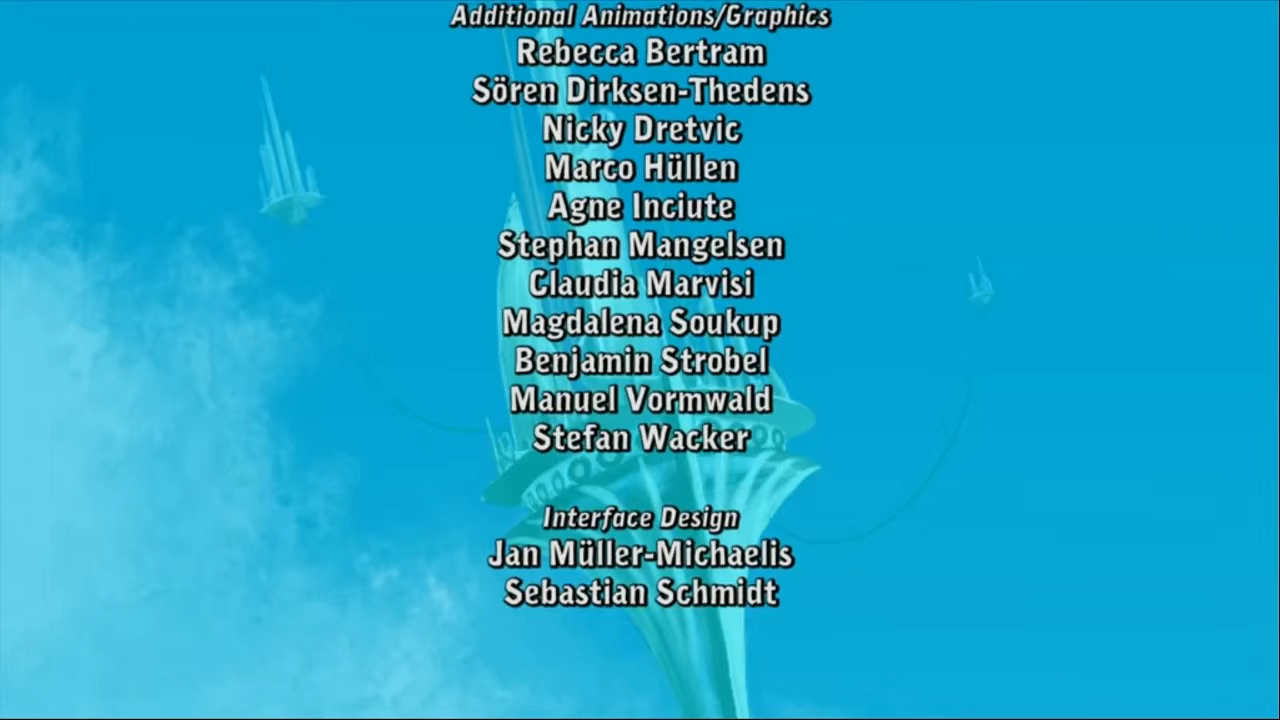 Additional Animations/Graphics
Rebecca Bertram
Sören Dirksen-Thedens
Nicky Dretvic
Marco Hüllen
Agne Inciute
Stephan Mangelsen
Claudia Marvisi
Magdalena Soukup
Benjamin Strobel
Manuel Vormwald
Stefan Wacker
Interface Design
Jan Müller-Michaelis
Sebastian Schmidt